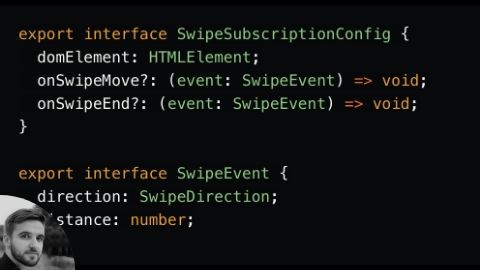 export interface SwipeSubscriptionConfig {
domElement: HTMLElement;
onSwipeMove?: (event: SwipeEvent) => void;
onSwipeEnd?: (event: SwipeEvent) => void;
}
export interface SwipeEvent {
direction: SwipeDirection;
istance: number;